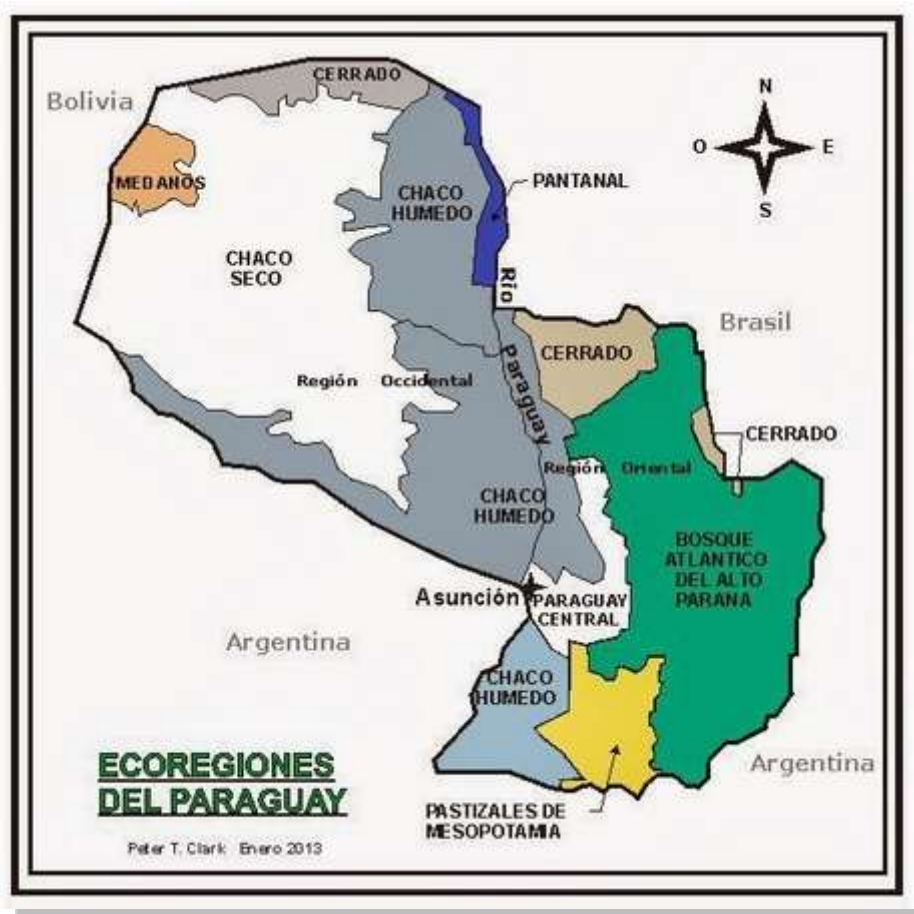 CERRADO
Bolivia
N
O
E
S
MEDANOS
PANTANAL
CHACO
HUMEDO
CHACO
SECO
Río
Paraguay
Brasil
CERRADO
Región Occidental
CERRADO
Región Oriental
CHACO
HUMEDO
BOSQUE
ATLANTICO
DEL ALTO
PARANA
Asunción
PARAGUAY
CENTRAL
Argentina
CHACO
HUMEDO
ECOREGIONES
DEL PARAGUAY
Argentina
PASTIZALES DE
MESOPOTAMIA
Peter T. Clark Enero 2013